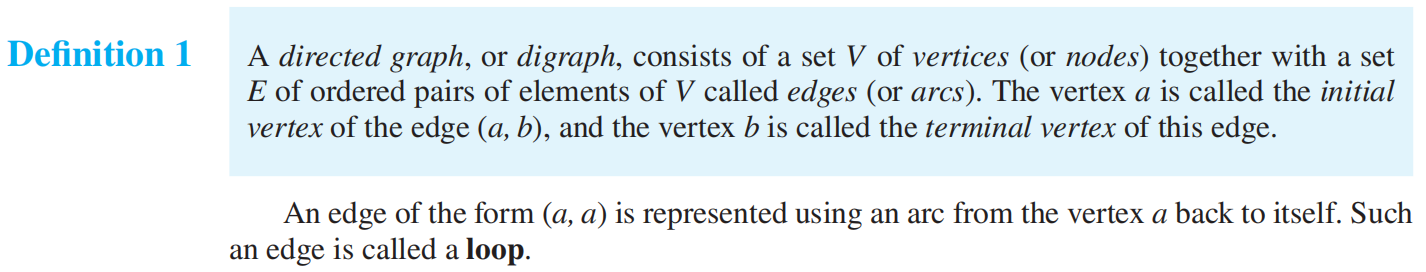 Definition 1
A directed graph, or digraph, consists of a set V of vertices (or nodes) together with a set
E of ordered pairs of elements of V called edges (or arcs). The vertex a is called the initial
vertex of the edge (a, b), and the vertex b is called the terminal vertex of this edge.
An edge of the form (a, a) is represented using an arc from the vertex a back to itself. Such
an edge is called a loop.